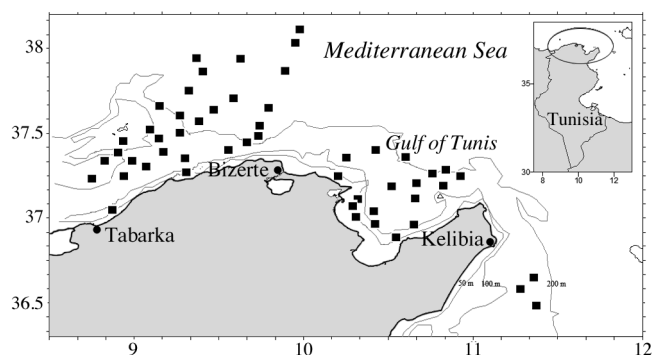 38
Mediterranean Sea
35
Tunisia
30
8 10 12
37.5
Gulf of Tunis
Bizerte
37
Tabarka
Kelibia
50 m 100 m 200 m
36.5
9 10 11 12